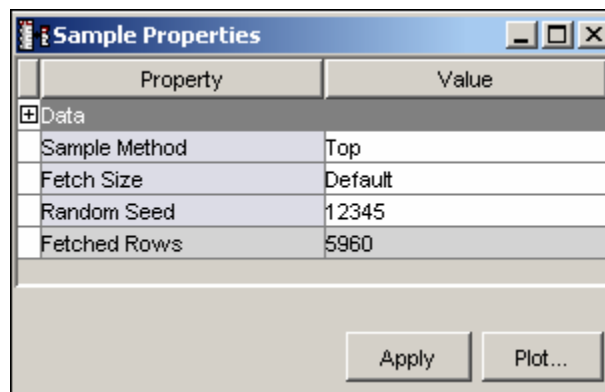 Sample Properties
Property Value
Data
Sample Method Top
Fetch Size Default
Random Seed 12345
Fetched Rows 5960
Apply Plot...